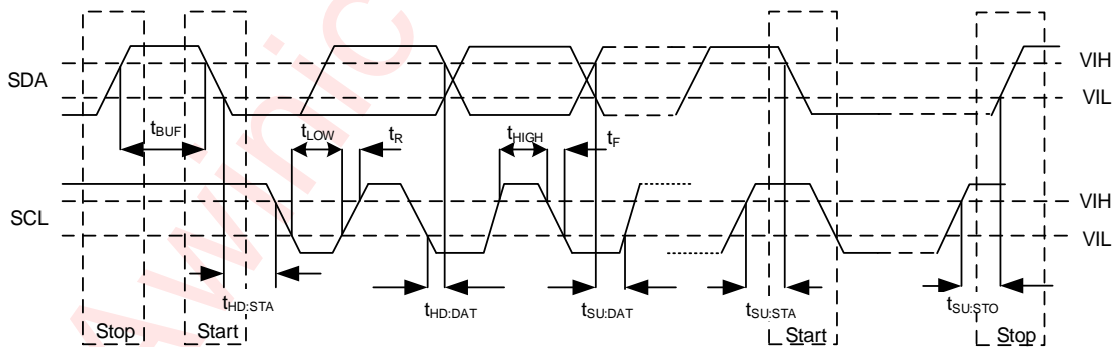 SDA
VIH
VIL
tBUF
tLOW
tR
tHIGH
tF
SCL
VIH
VIL
tHD:STA
tHD:DAT
tSU:DAT
tSU:STA
tSU:STO
Stop
Start
Start
Stop
Awinic